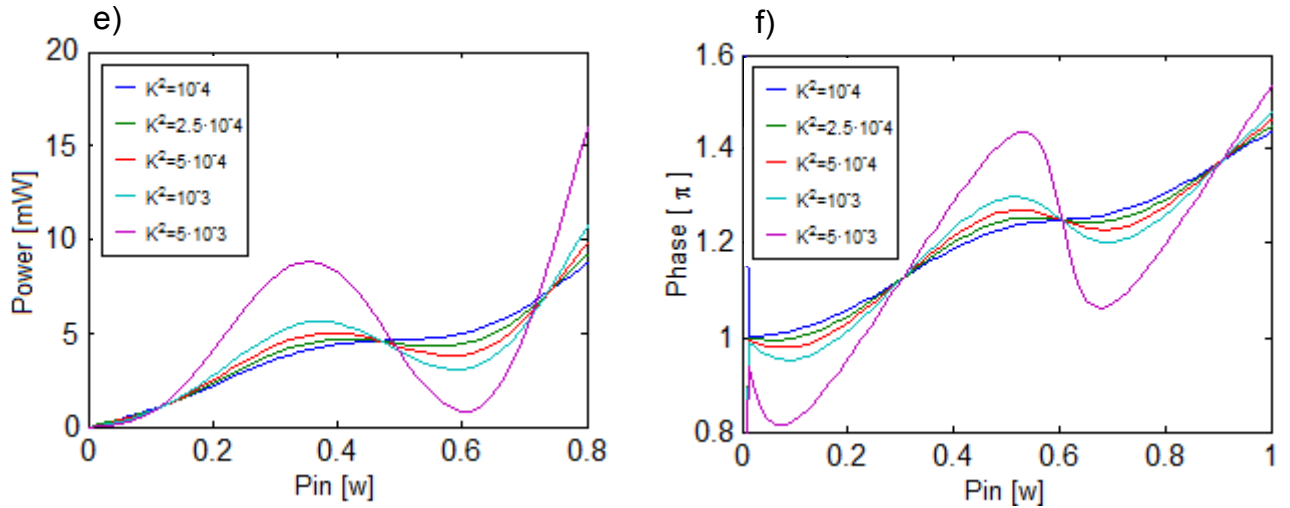 e)
20
15
10
5
0
Power [mW]
K²=10⁻4
K²=2.5·10⁻4
K²=5·10⁻4
K²=10⁻3
K²=5·10⁻3
0
0.2
0.4
0.6
0.8
Pin [w]
f)
1.6
1.4
1.2
1
0.8
Phase [ π ]
K²=10⁻4
K²=2.5·10⁻4
K²=5·10⁻4
K²=10⁻3
K²=5·10⁻3
0
0.2
0.4
0.6
0.8
1
Pin [w]